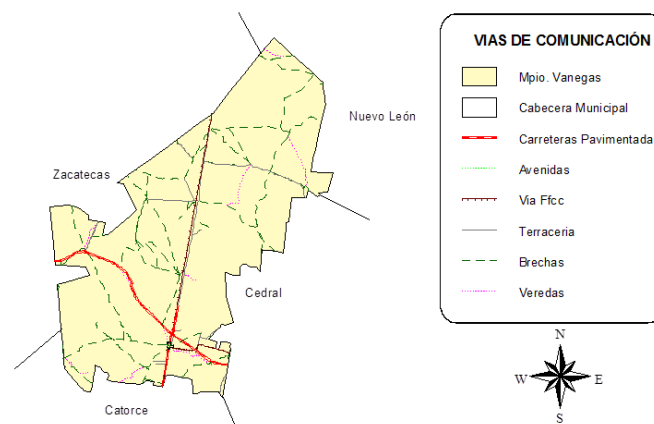 Nuevo León
Zacatecas
Cedral
Catorce
VIAS DE COMUNICACIÓN
Mpio. Vanegas
Cabecera Municipal
Carreteras Pavimentada
Avenidas
Via Ffcc
Terraceria
Brechas
Veredas
N
W E
S